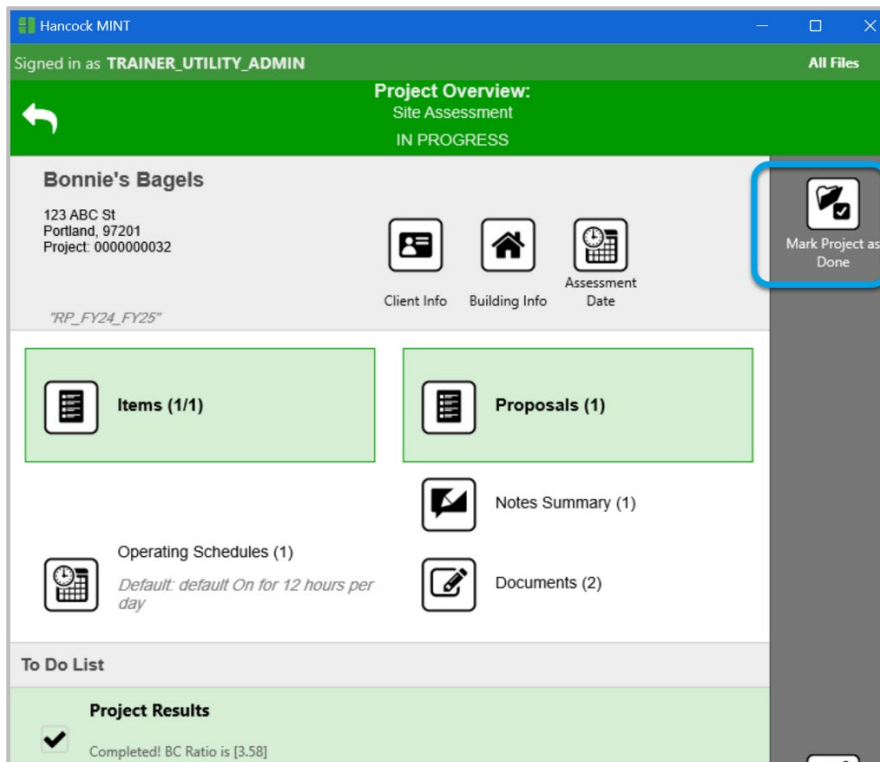 Hancock MINT
Signed in as TRAINER_UTILITY_ADMIN
All Files
Project Overview:
Site Assessment
IN PROGRESS
Bonnie's Bagels
123 ABC St
Portland, 97201
Project: 0000000032
"RP_FY24_FY25"
Client Info
Building Info
Assessment
Date
Mark Project as
Done
Items (1/1)
Proposals (1)
Notes Summary (1)
Operating Schedules (1)
Default: default On for 12 hours per
day
Documents (2)
To Do List
Project Results
Completed! BC Ratio is [3.58]